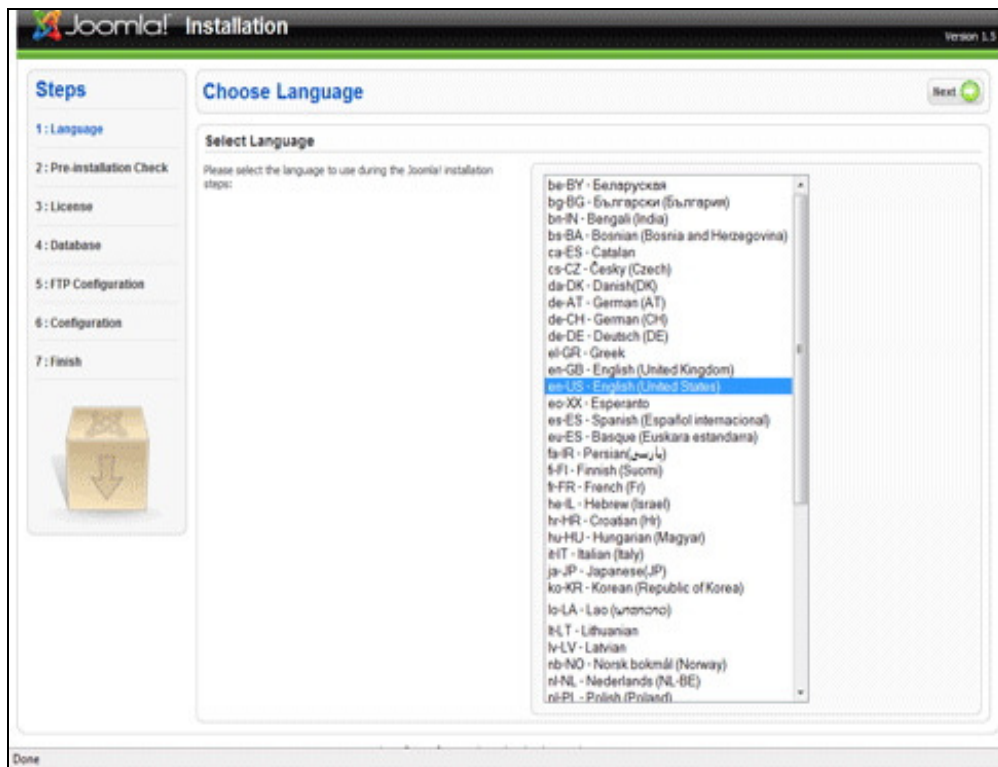 Joomla! Installation
Version 1.5
Steps
1 : Language
2 : Pre-installation Check
3 : License
4 : Database
5 : FTP Configuration
6 : Configuration
7 : Finish
Choose Language
Next
Select Language
Please select the language to use during the Joomla! installation
steps:
be-BY - Беларуская
bg-BG - Български (България)
bn-IN - Bengali (India)
bs-BA - Bosnian (Bosnia and Herzegovina)
ca-ES - Catalan
cs-CZ - Česky (Czech)
da-DK - Danish(DK)
de-AT - German (AT)
de-CH - German (CH)
de-DE - Deutsch (DE)
el-GR - Greek
en-GB - English (United Kingdom)
en-US - English (United States)
eo-XX - Esperanto
es-ES - Spanish (Español internacional)
eu-ES - Basque (Euskara estandarra)
fa-IR - Persian(پارسی)
fi-FI - Finnish (Suomi)
fr-FR - French (Fr)
he-IL - Hebrew (Israel)
hr-HR - Croatian (Hr)
hu-HU - Hungarian (Magyar)
it-IT - Italian (Italy)
ja-JP - Japanese(JP)
ko-KR - Korean (Republic of Korea)
lo-LA - Lao
lt-LT - Lithuanian
lv-LV - Latvian
nb-NO - Norsk bokmål (Norway)
nl-NL - Nederlands (NL-BE)
pl-PL - Polish (Poland)
Done